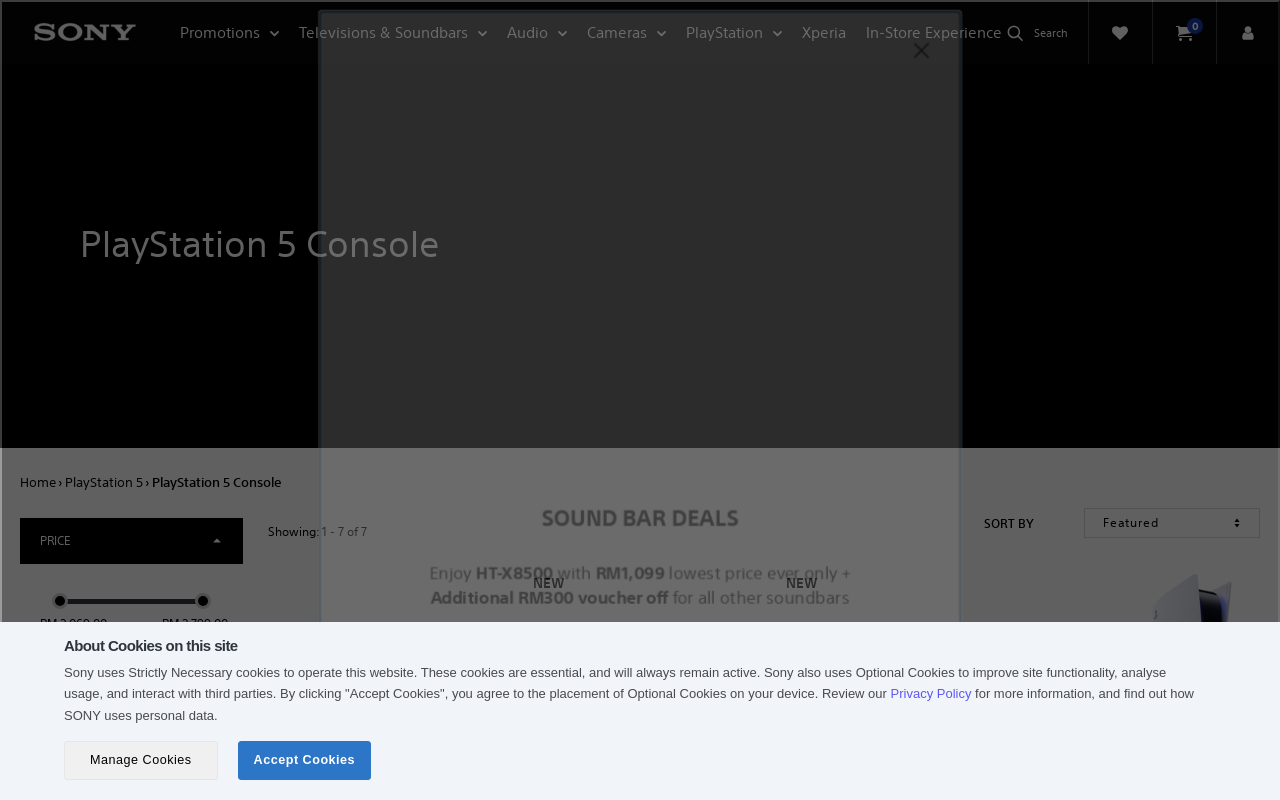 SONY
Promotions
Televisions & Soundbars
Audio
Cameras
PlayStation
Xperia
In-Store Experience
Search
0
PlayStation 5 Console
Home › PlayStation 5 › PlayStation 5 Console
PRICE
Showing: 1 - 7 of 7
SORT BY
Featured
SOUND BAR DEALS
Enjoy HT-X8500 with RM1,099 lowest price ever only +
Additional RM300 voucher off for all other soundbars
NEW
NEW
About Cookies on this site
Sony uses Strictly Necessary cookies to operate this website. These cookies are essential, and will always remain active. Sony also uses Optional Cookies to improve site functionality, analyse
usage, and interact with third parties. By clicking "Accept Cookies", you agree to the placement of Optional Cookies on your device. Review our Privacy Policy for more information, and find out how
SONY uses personal data.
Manage Cookies
Accept Cookies